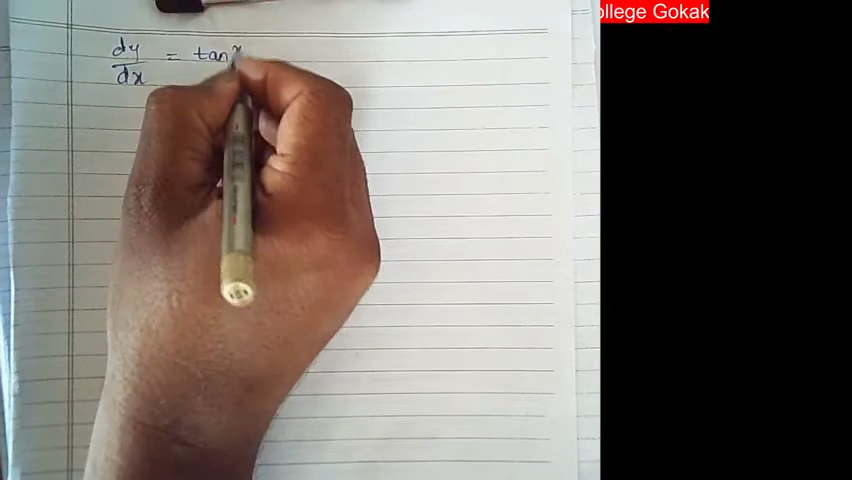 ollege Gokak
dy/dx = tan x